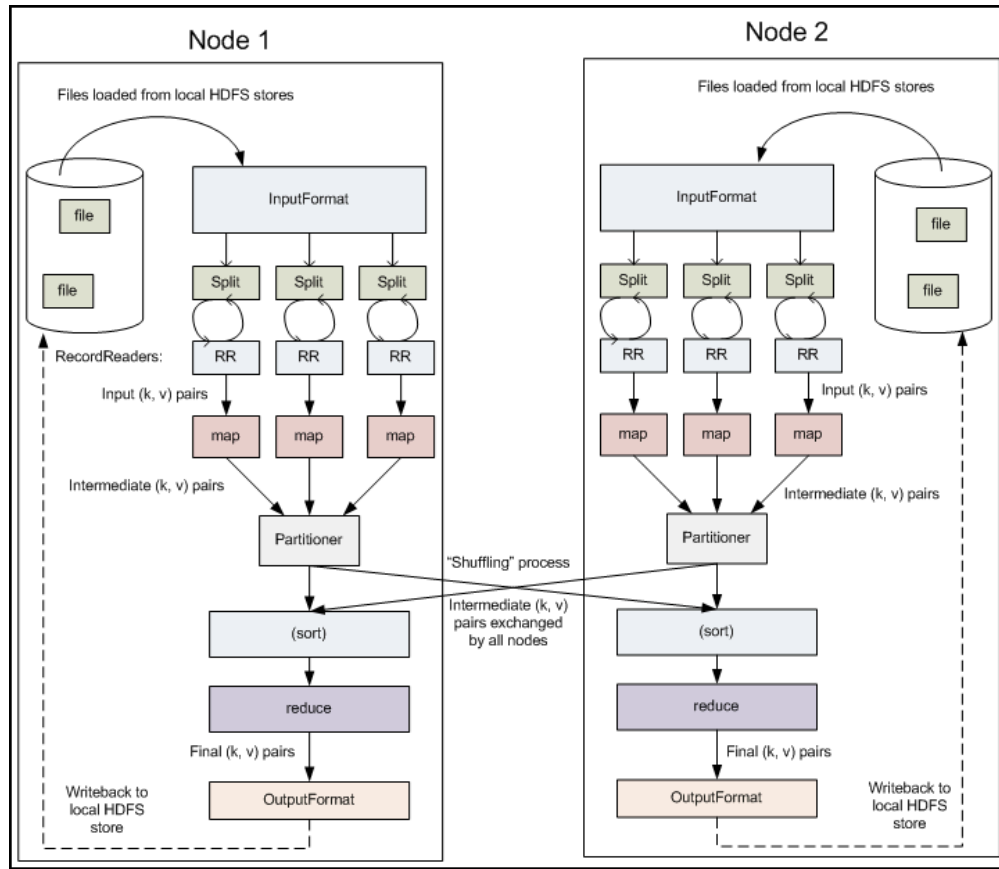 Node 1
Files loaded from local HDFS stores
InputFormat
file
file
Split
Split
Split
RecordReaders:
RR
RR
RR
Input (k, v) pairs
map
map
map
Intermediate (k, v) pairs
Partitioner
(sort)
reduce
Final (k, v) pairs
OutputFormat
Writeback to
local HDFS
store
"Shuffling" process
Intermediate (k, v)
pairs exchanged
by all nodes
Node 2
Files loaded from local HDFS stores
InputFormat
file
file
Split
Split
Split
RR
RR
RR
Input (k, v) pairs
map
map
map
Intermediate (k, v) pairs
Partitioner
(sort)
reduce
Final (k, v) pairs
OutputFormat
Writeback to
local HDFS
store